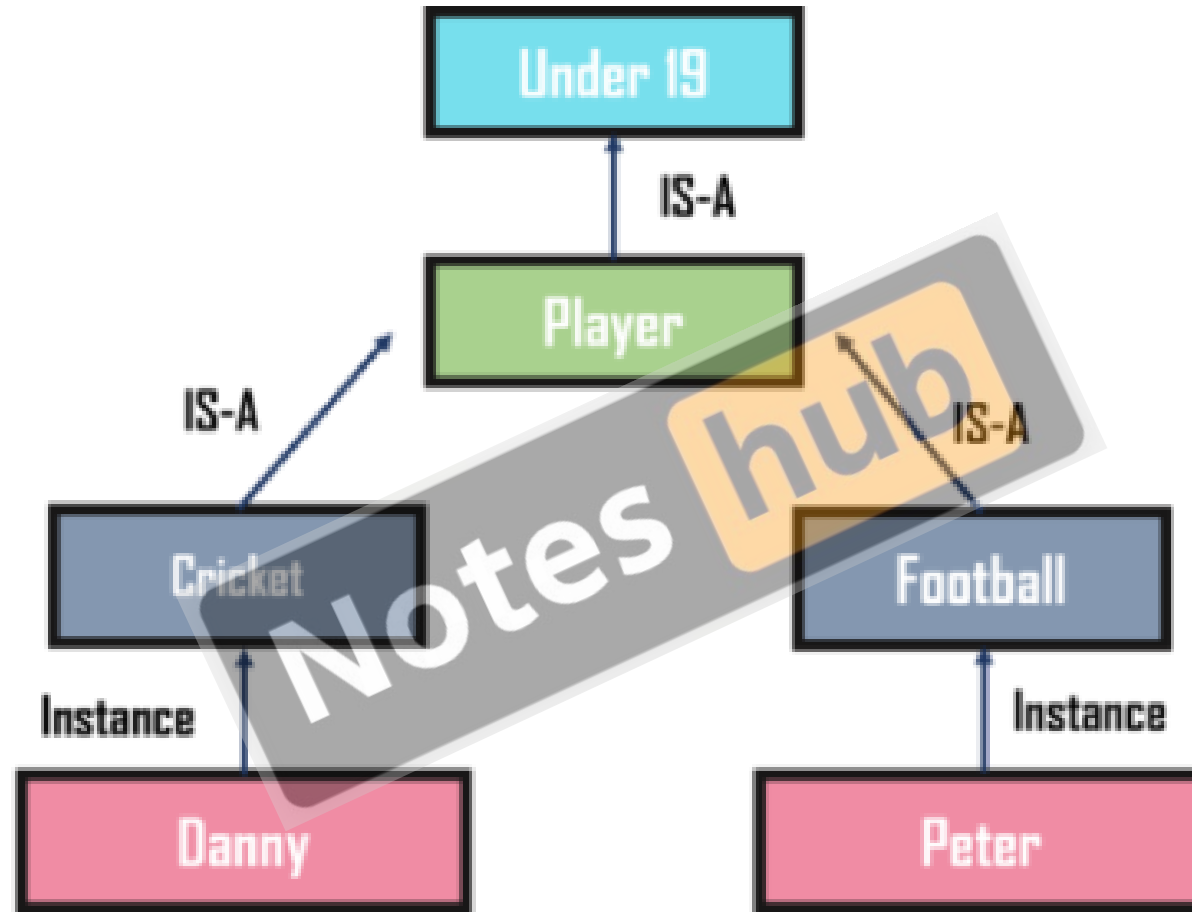 Under 19
IS-A
Player
IS-A
IS-A
Cricket
Football
Instance
Instance
Danny
Peter
Notes hub